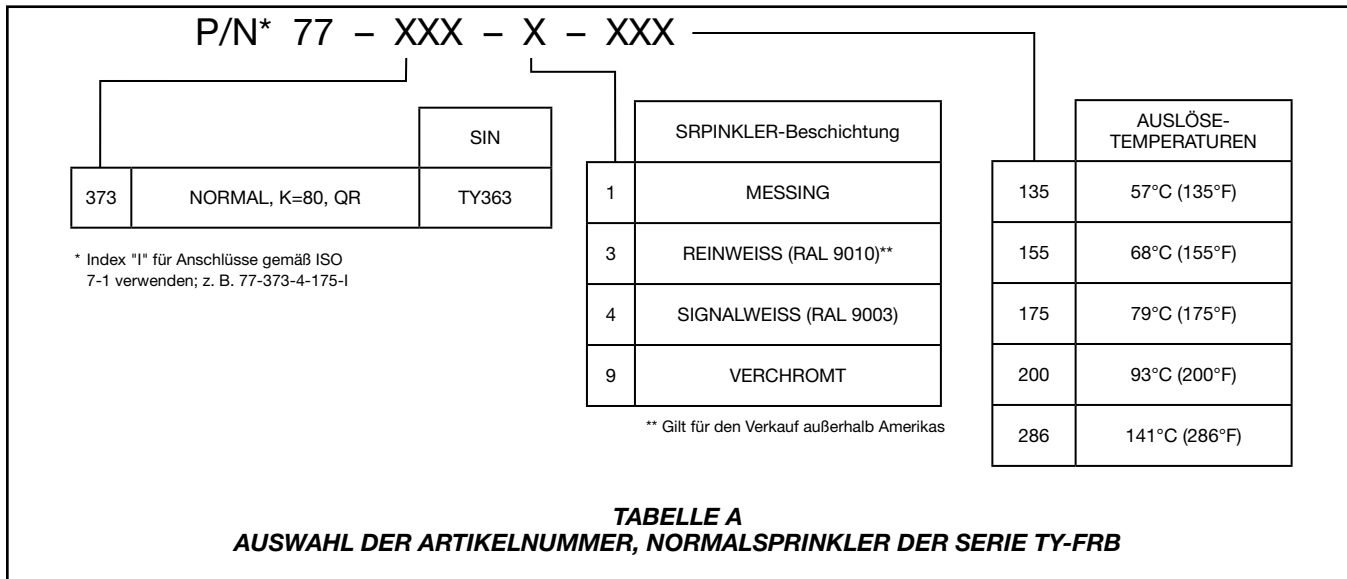 P/N* 77 – XXX – X – XXX
SIN
373 NORMAL, K=80, QR TY363
* Index "I" für Anschlüsse gemäß ISO
7-1 verwenden; z. B. 77-373-4-175-I
SRPINKLER-Beschichtung
1 MESSING
3 REINWEISS (RAL 9010)**
4 SIGNALWEISS (RAL 9003)
9 VERCHROMT
** Gilt für den Verkauf außerhalb Amerikas
AUSLÖSE-
TEMPERATUREN
135 57°C (135°F)
155 68°C (155°F)
175 79°C (175°F)
200 93°C (200°F)
286 141°C (286°F)
TABELLE A
AUSWAHL DER ARTIKELNUMMER, NORMALSPRINKLER DER SERIE TY-FRB